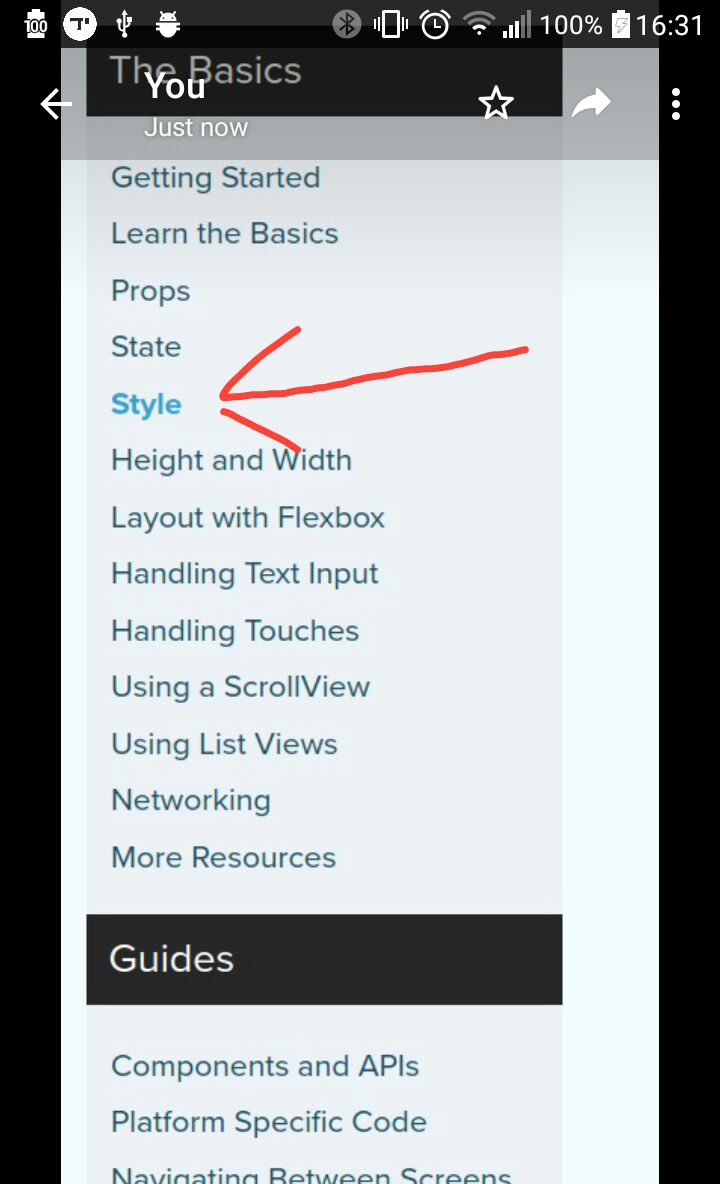 100 100% 16:31
The Basics
You
Just now
Getting Started
Learn the Basics
Props
State
Style
Height and Width
Layout with Flexbox
Handling Text Input
Handling Touches
Using a ScrollView
Using List Views
Networking
More Resources
Guides
Components and APIs
Platform Specific Code
Navigating Between Screens